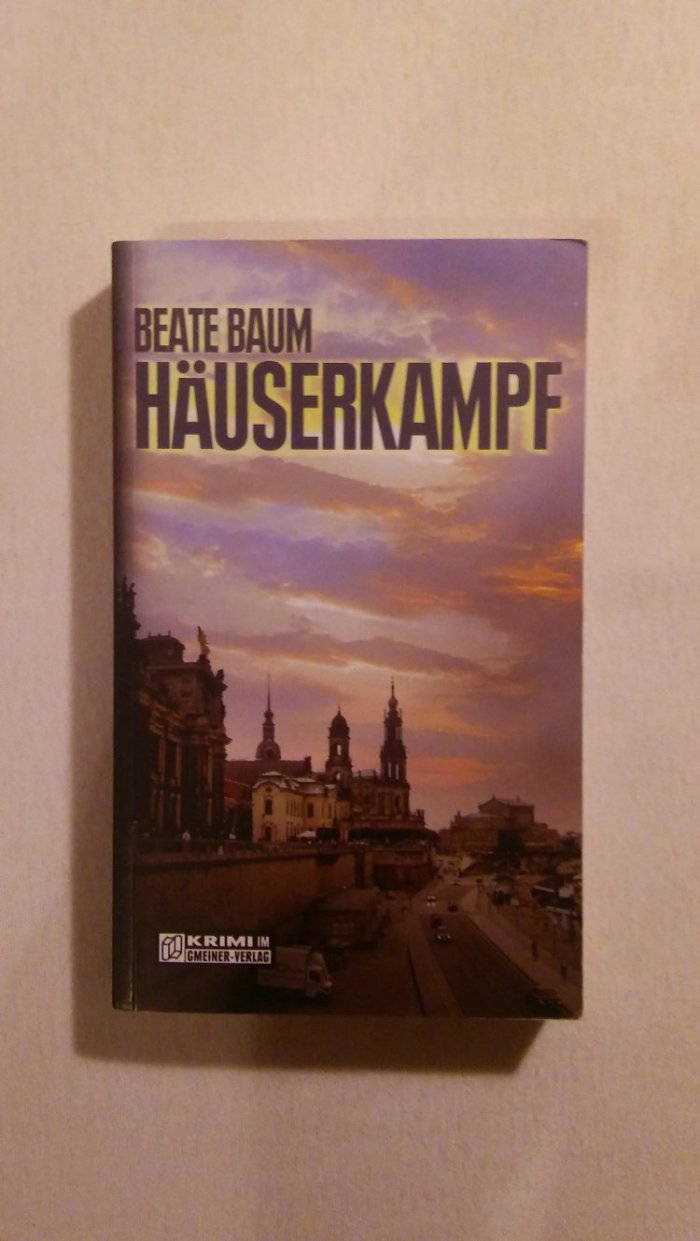 BEATE BAUM
HÄUSERKAMPF
KRIMI IM
GMEINER-VERLAG